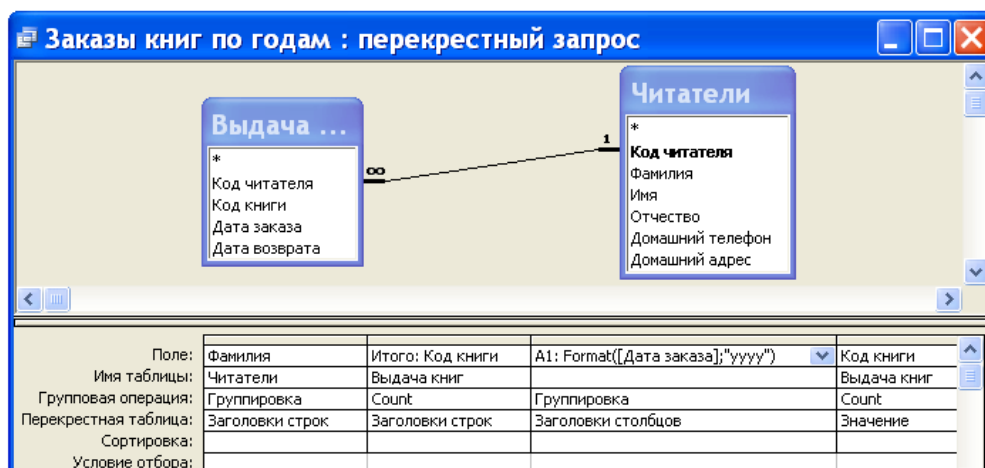 Заказы книг по годам : перекрестный запрос
Выдача ...
*
Код читателя
Код книги
Дата заказа
Дата возврата
∞
1
Читатели
*
Код читателя
Фамилия
Имя
Отчество
Домашний телефон
Домашний адрес
Поле: Фамилия Итого: Код книги A1: Format([Дата заказа];"yyyy") Код книги
Имя таблицы: Читатели Выдача книг Выдача книг
Групповая операция: Группировка Count Группировка Count
Перекрестная таблица: Заголовки строк Заголовки строк Заголовки столбцов Значение
Сортировка:
Условие отбора: